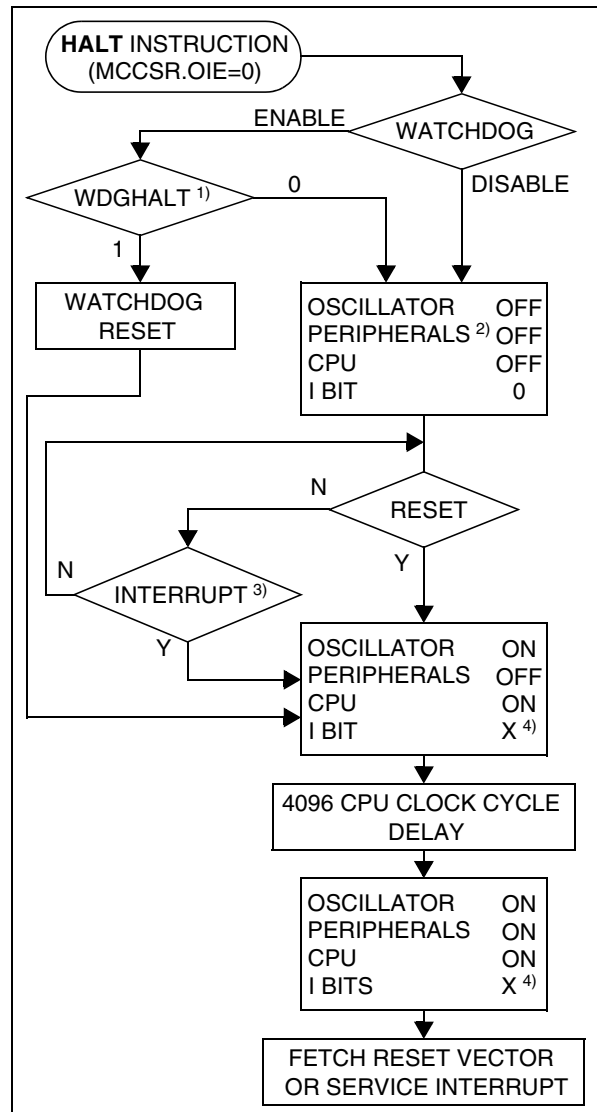 HALT INSTRUCTION
(MCCSR.OIE=0)
WATCHDOG
ENABLE
DISABLE
WDGHALT 1)
0
1
WATCHDOG
RESET
OSCILLATOR OFF
PERIPHERALS 2) OFF
CPU OFF
I BIT 0
RESET
N
Y
INTERRUPT 3)
N
Y
OSCILLATOR ON
PERIPHERALS OFF
CPU ON
I BIT X 4)
4096 CPU CLOCK CYCLE
DELAY
OSCILLATOR ON
PERIPHERALS ON
CPU ON
I BITS X 4)
FETCH RESET VECTOR
OR SERVICE INTERRUPT